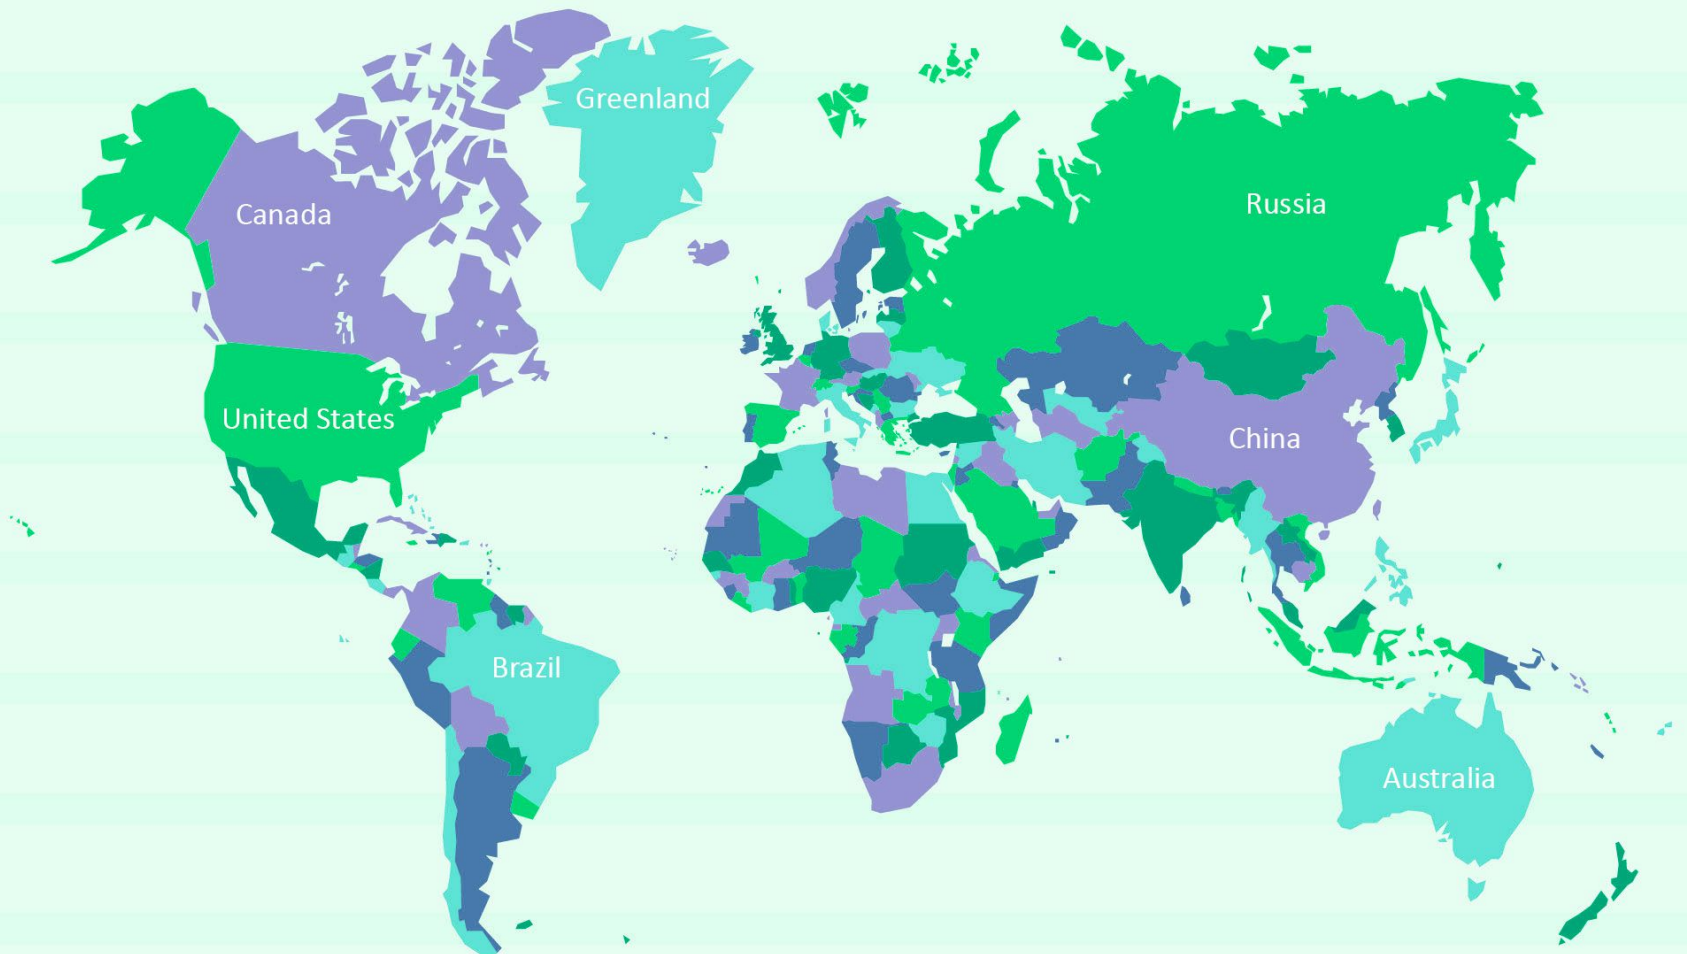 Greenland
Canada
Russia
United States
China
Brazil
Australia